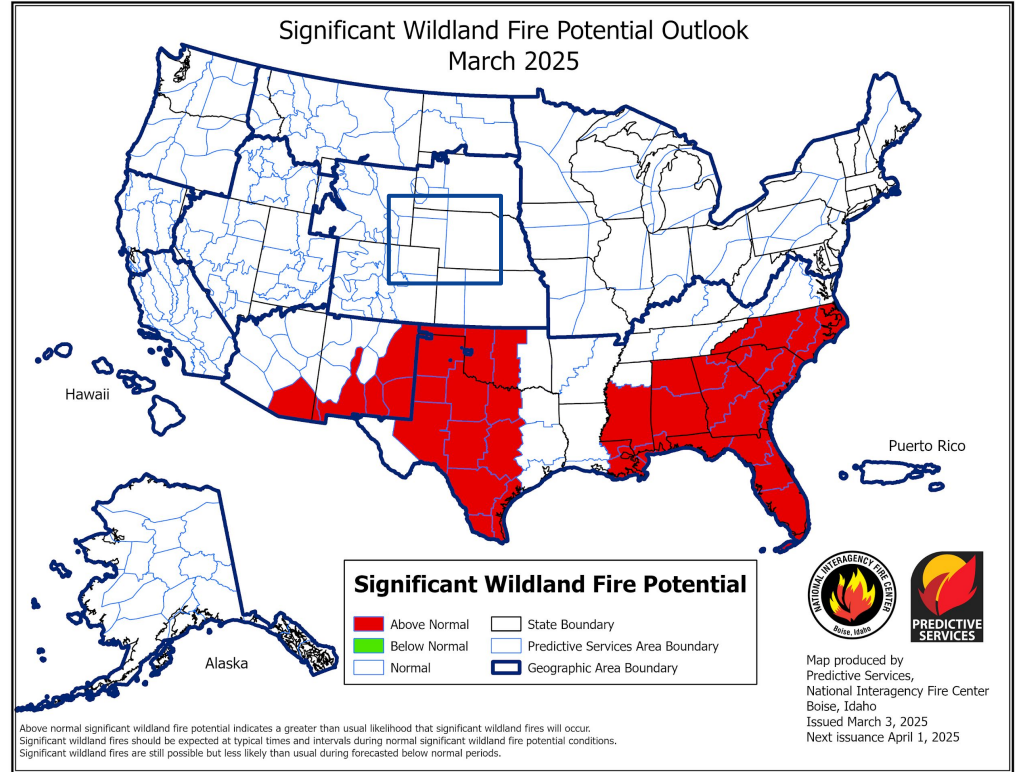 Significant Wildland Fire Potential Outlook
March 2025
Hawaii
Puerto Rico
Alaska
Significant Wildland Fire Potential
Above Normal
State Boundary
Below Normal
Predictive Services Area Boundary
Normal
Geographic Area Boundary
NATIONAL INTERAGENCY FIRE CENTER
Boise, Idaho
PREDICTIVE
SERVICES
Map produced by
Predictive Services,
National Interagency Fire Center
Boise, Idaho
Issued March 3, 2025
Next issuance April 1, 2025
Above normal significant wildland fire potential indicates a greater than usual likelihood that significant wildland fires will occur.
Significant wildland fires should be expected at typical times and intervals during normal significant wildland fire potential conditions.
Significant wildland fires are still possible but less likely than usual during forecasted below normal periods.